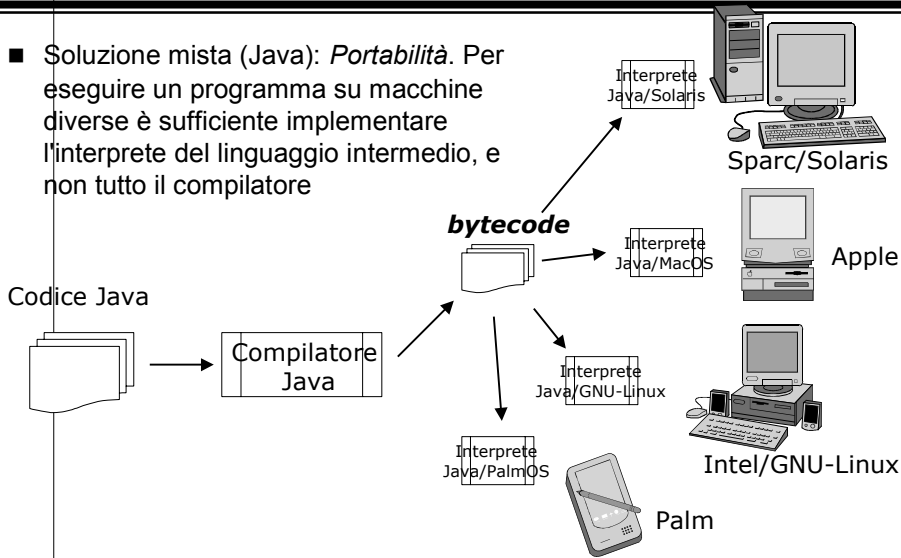 ■ Soluzione mista (Java): Portabilità. Per
eseguire un programma su macchine
diverse è sufficiente implementare
l'interprete del linguaggio intermedio, e
non tutto il compilatore
Interprete
Java/Solaris
Sparc/Solaris
bytecode
Interprete
Java/MacOS
Apple
Codice Java
Compilatore
Java
Interprete
Java/GNU-Linux
Intel/GNU-Linux
Interprete
Java/PalmOS
Palm